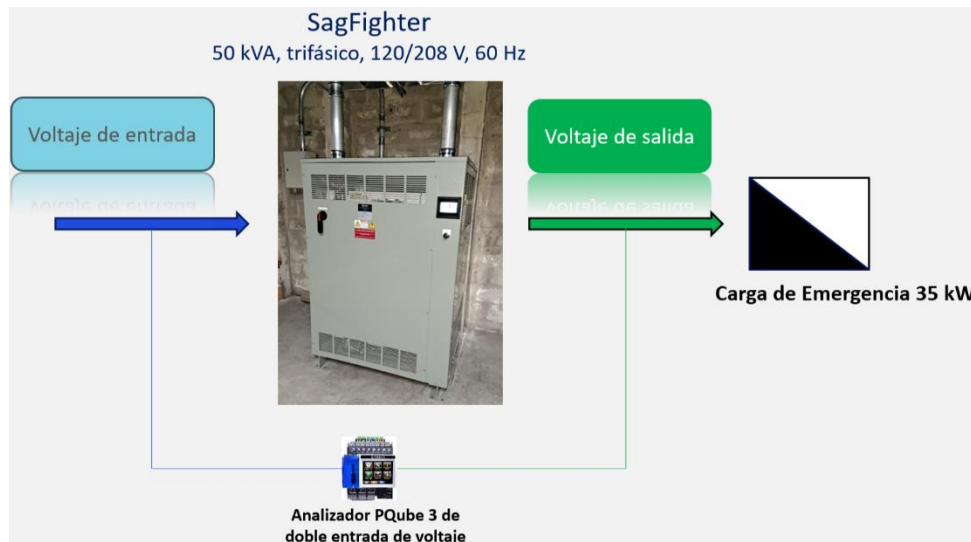 SagFighter
50 kVA, trifásico, 120/208 V, 60 Hz
Voltaje de entrada
Voltaje de salida
Carga de Emergencia 35 kW
Analizador PQube 3 de
doble entrada de voltaje